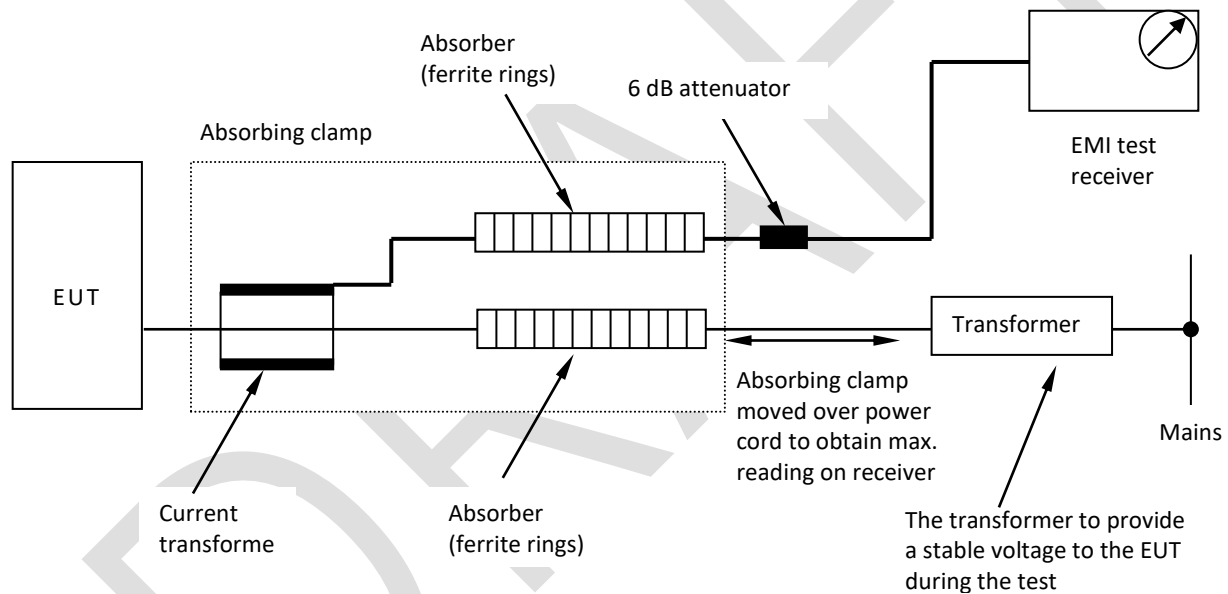 Absorber
(ferrite rings)
6 dB attenuator
Absorbing clamp
EMI test
receiver
EUT
Transformer
Absorbing clamp
moved over power
cord to obtain max.
reading on receiver
Mains
Current
transforme
Absorber
(ferrite rings)
The transformer to provide
a stable voltage to the EUT
during the test